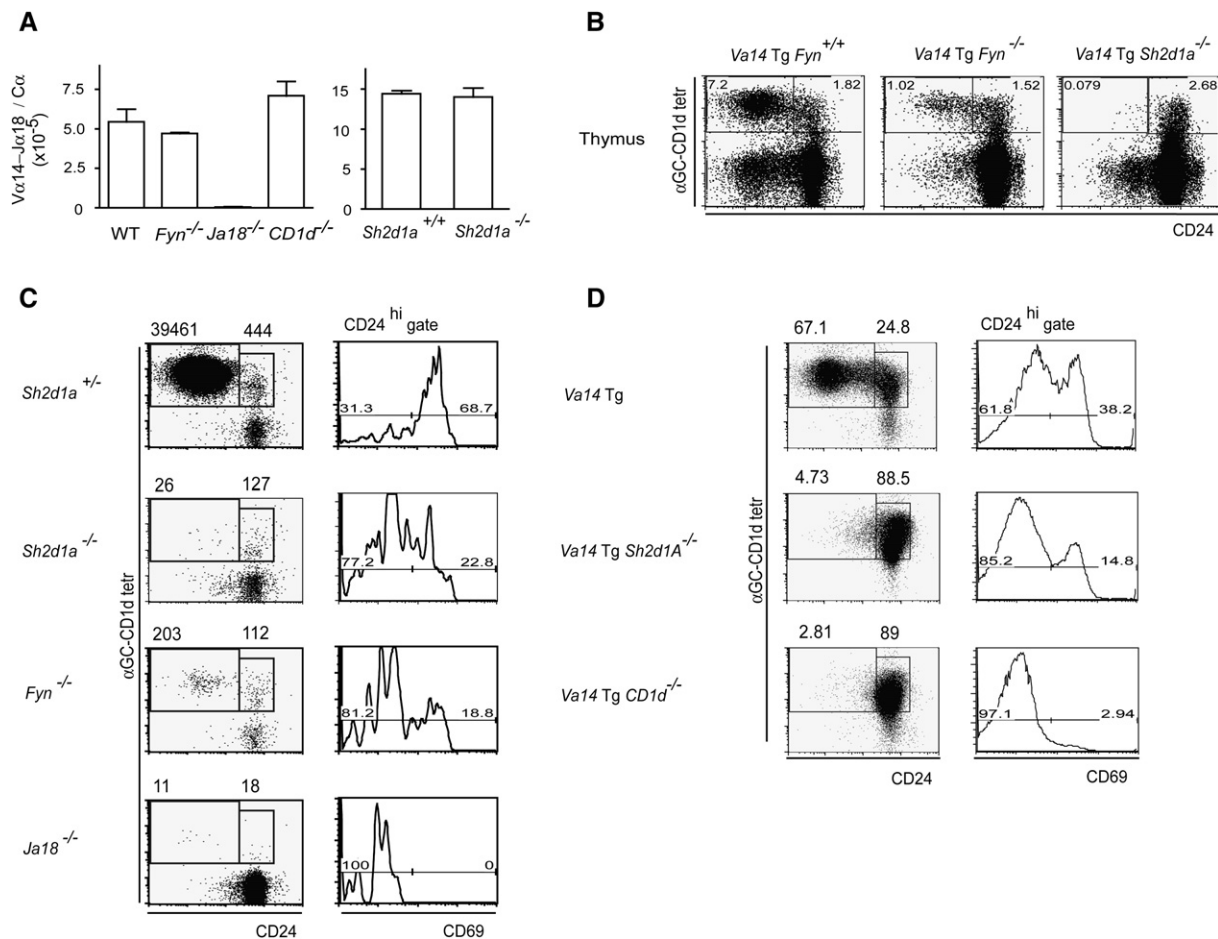 A
Vα14–Jα18 / Cα
(x10⁻⁵)
7.5
5.0
2.5
0
WT
Fyn⁻/⁻
Ja18⁻/⁻
CD1d⁻/⁻
15
10
5
0
Sh2d1a +/+
Sh2d1a −/−
B
Va14 Tg Fyn +/+
Va14 Tg Fyn −/−
Va14 Tg Sh2d1a −/−
Thymus
αGC-CD1d tetr
7.2
1.82
1.02
1.52
0.079
2.68
CD24
C
39461
444
CD24 hi gate
Sh2d1a +/-
31.3
68.7
26
127
Sh2d1a -/-
77.2
22.8
αGC-CD1d tetr
203
112
Fyn -/-
81.2
18.8
11
18
Ja18 -/-
100
0
CD24
CD69
D
67.1
24.8
CD24 hi gate
Va14 Tg
61.8
38.2
4.73
88.5
Va14 Tg Sh2d1A -/-
85.2
14.8
αGC-CD1d tetr
2.81
89
Va14 Tg CD1d -/-
97.1
2.94
CD24
CD69